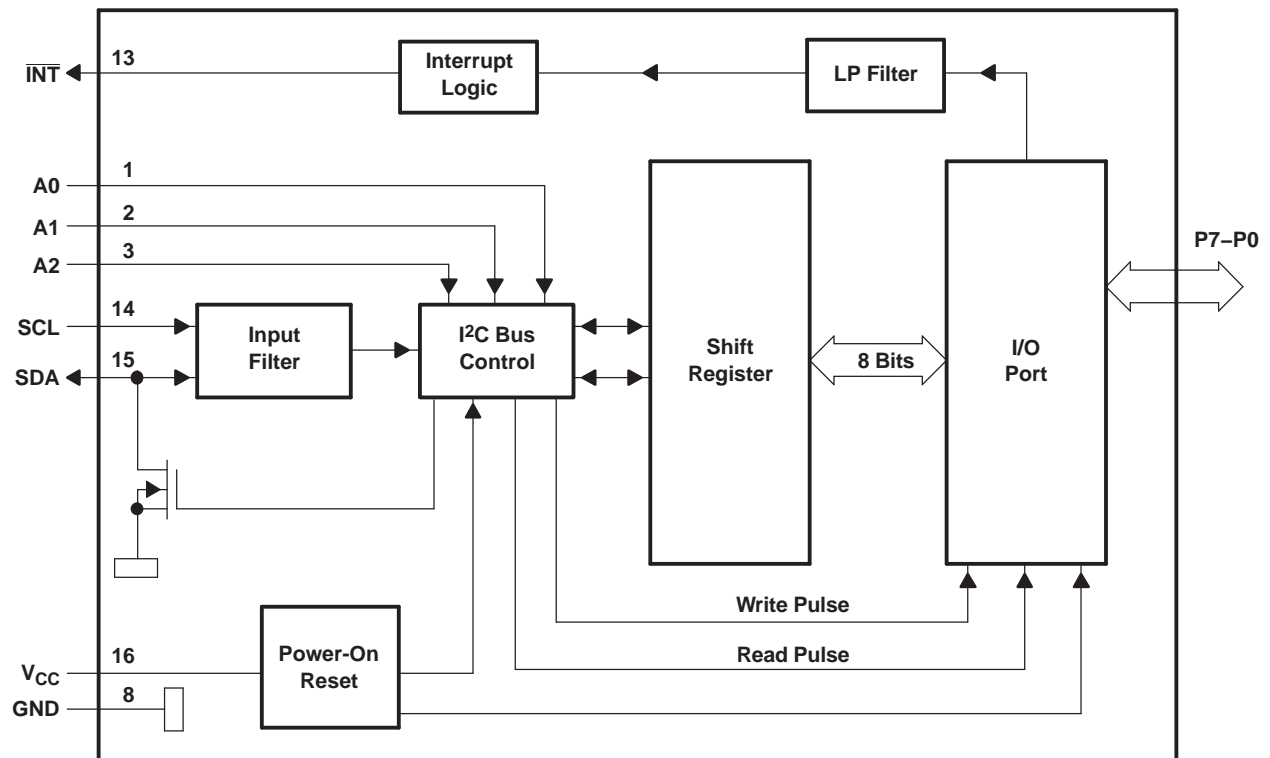 INT
13
Interrupt
Logic
LP Filter
A0
1
A1
2
A2
3
P7–P0
SCL
14
SDA
15
Input
Filter
I2C Bus
Control
Shift
Register
8 Bits
I/O
Port
Write Pulse
Read Pulse
VCC
16
GND
8
Power-On
Reset